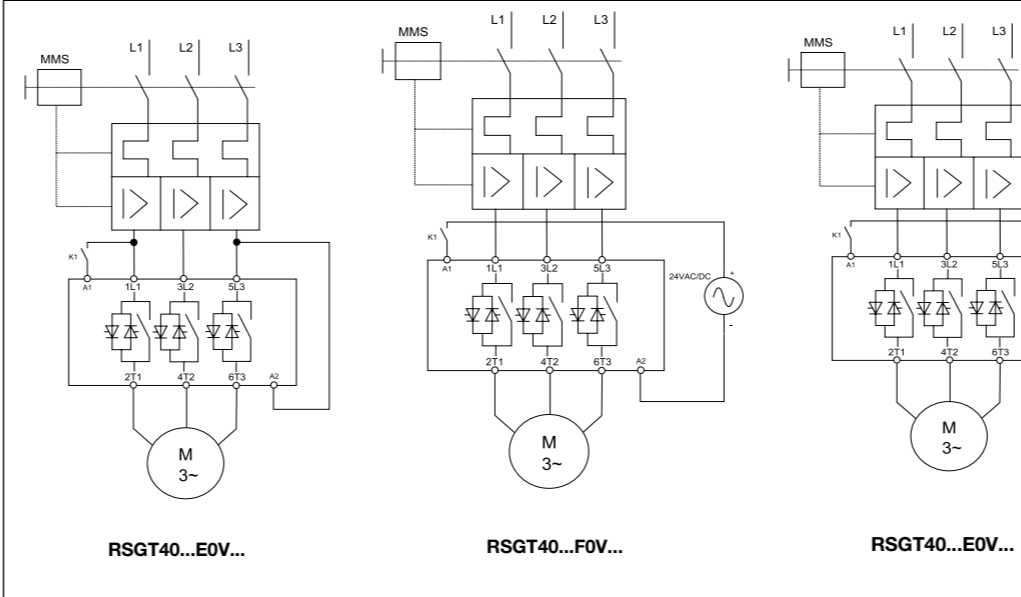 MMS
L1 L2 L3
K1
A1 1L1 3L2 5L3
2T1 4T2 6T3 A2
M
3~
RSGT40...E0V...
MMS
L1 L2 L3
K1
A1 1L1 3L2 5L3
24VAC/DC
+
-
2T1 4T2 6T3 A2
M
3~
RSGT40...F0V...
MMS
L1 L2 L3
K1
A1 1L1 3L2 5L3
2T1 4T2 6T3
M
3~
RSGT40...E0V...